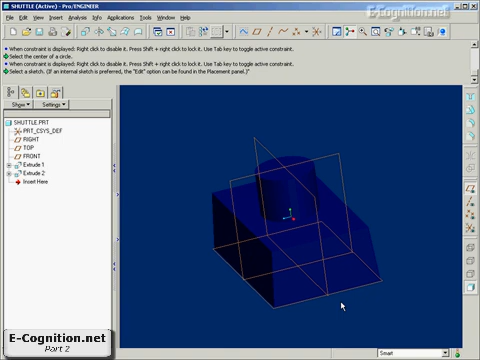 SHUTTLE (Active) - Pro/ENGINEER
File Edit View Insert Analysis Info Applications Tools Window Help
E-Cognition.net
When constraint is displayed: Right click to disable it. Press Shift + right click to lock it. Use Tab key to toggle active constraint.
Select the center of a circle.
When constraint is displayed: Right click to disable it. Press Shift + right click to lock it. Use Tab key to toggle active constraint.
Select a sketch. (If an internal sketch is preferred, the "Edit" option can be found in the Placement panel.)"
Show Settings
SHUTTLE.PRT
PRT_CSYS_DEF
RIGHT
TOP
FRONT
Extrude 1
Extrude 2
Insert Here
E-Cognition.net
Part 2
Smart